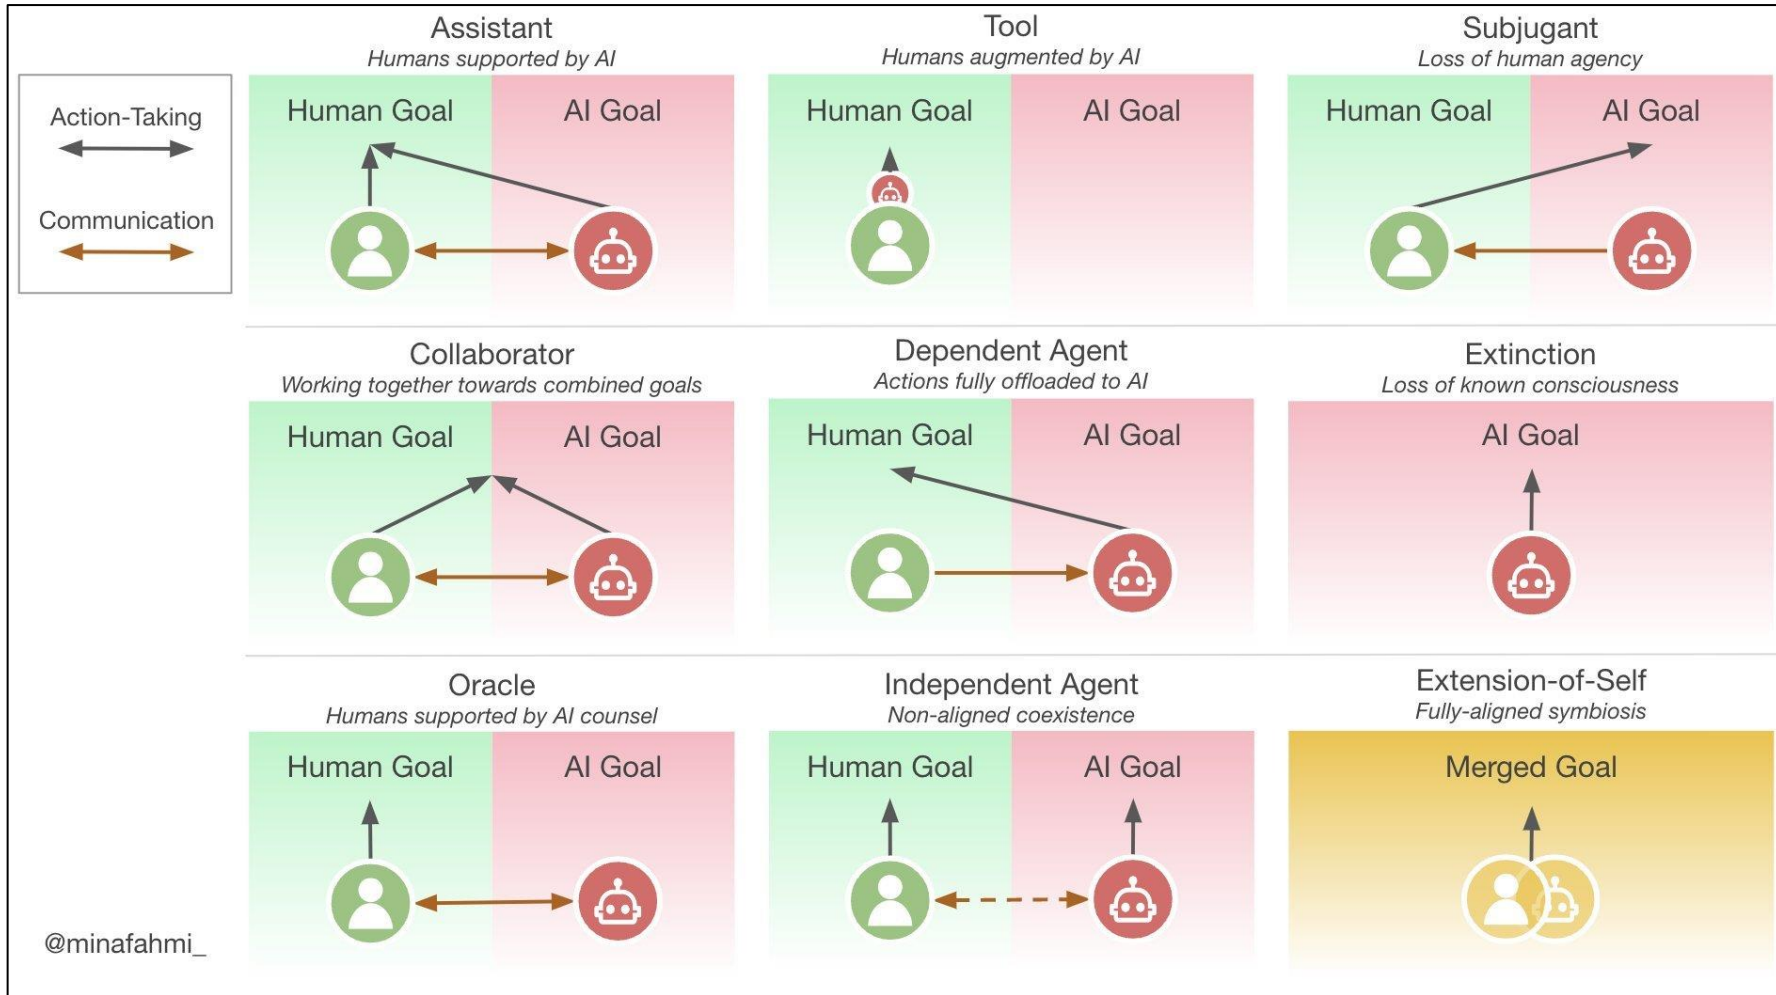 Assistant
Humans supported by AI
Tool
Humans augmented by AI
Subjugant
Loss of human agency
Action-Taking
Communication
Human Goal
AI Goal
Human Goal
AI Goal
Human Goal
AI Goal
Collaborator
Working together towards combined goals
Dependent Agent
Actions fully offloaded to AI
Extinction
Loss of known consciousness
Human Goal
AI Goal
Human Goal
AI Goal
AI Goal
Oracle
Humans supported by AI counsel
Independent Agent
Non-aligned coexistence
Extension-of-Self
Fully-aligned symbiosis
Human Goal
AI Goal
Human Goal
AI Goal
Merged Goal
@minafahmi_